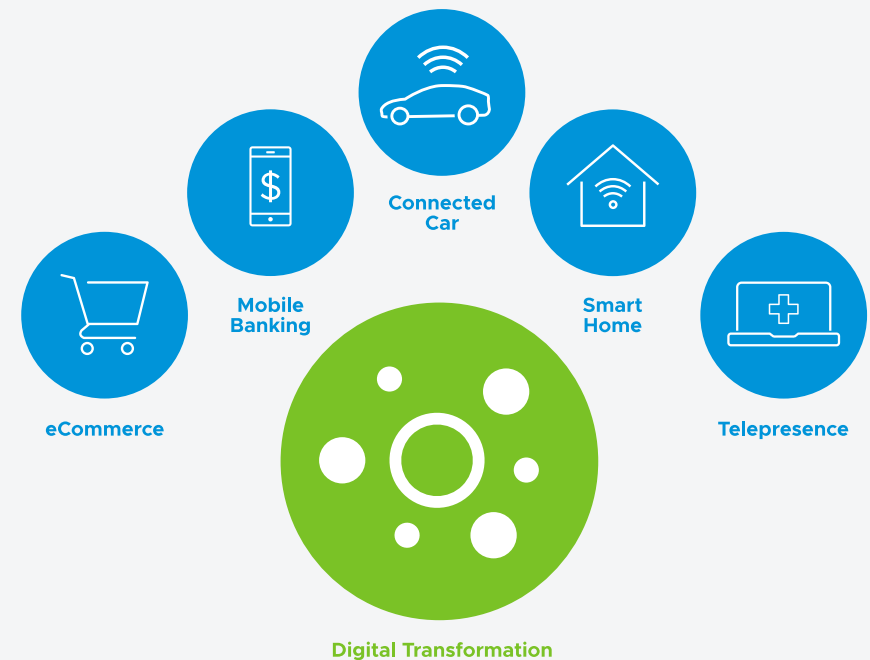 Connected
Car
Mobile
Banking
Smart
Home
eCommerce
Telepresence
$
Digital Transformation